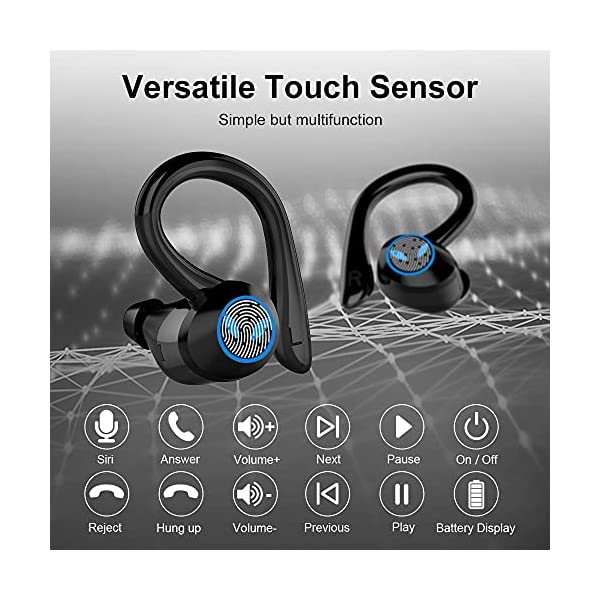 Versatile Touch Sensor
Simple but multifunction
L
R
Siri
Answer
Volume+
Next
Pause
On / Off
Reject
Hung up
Volume-
Previous
Play
Battery Display